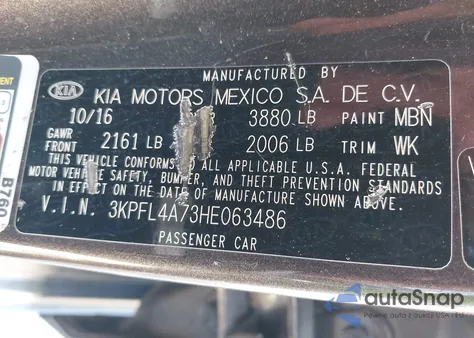 MANUFACTURED BY
KIA KIA MOTORS MEXICO S.A. DE C.V.
10/16 3880 LB PAINT MBN
GAWR
FRONT 2161 LB 2006 LB TRIM WK
THIS VEHICLE CONFORMS TO ALL APPLICABLE U.S.A. FEDERAL
MOTOR VEHICLE SAFETY, BUMPER, AND THEFT PREVENTION STANDARDS
IN EFFECT ON THE DATE OF MANUFACTURE SHOWN ABOVE.
V.I.N. 3KPFL4A73HE063486
PASSENGER CAR
B760
autoSnap